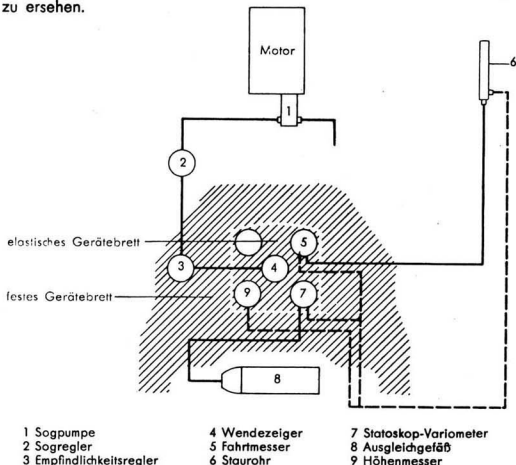 zu ersehen.
Motor
6
1
2
elastisches Gerätebrett
5
3
4
festes Gerätebrett
9
7
8
1 Sogpumpe
2 Sogregler
3 Empfindlichkeitsregler
4 Wendezeiger
5 Fahrtmesser
6 Staurohr
7 Statoskop-Variometer
8 Ausgleichgefäß
9 Höhenmesser